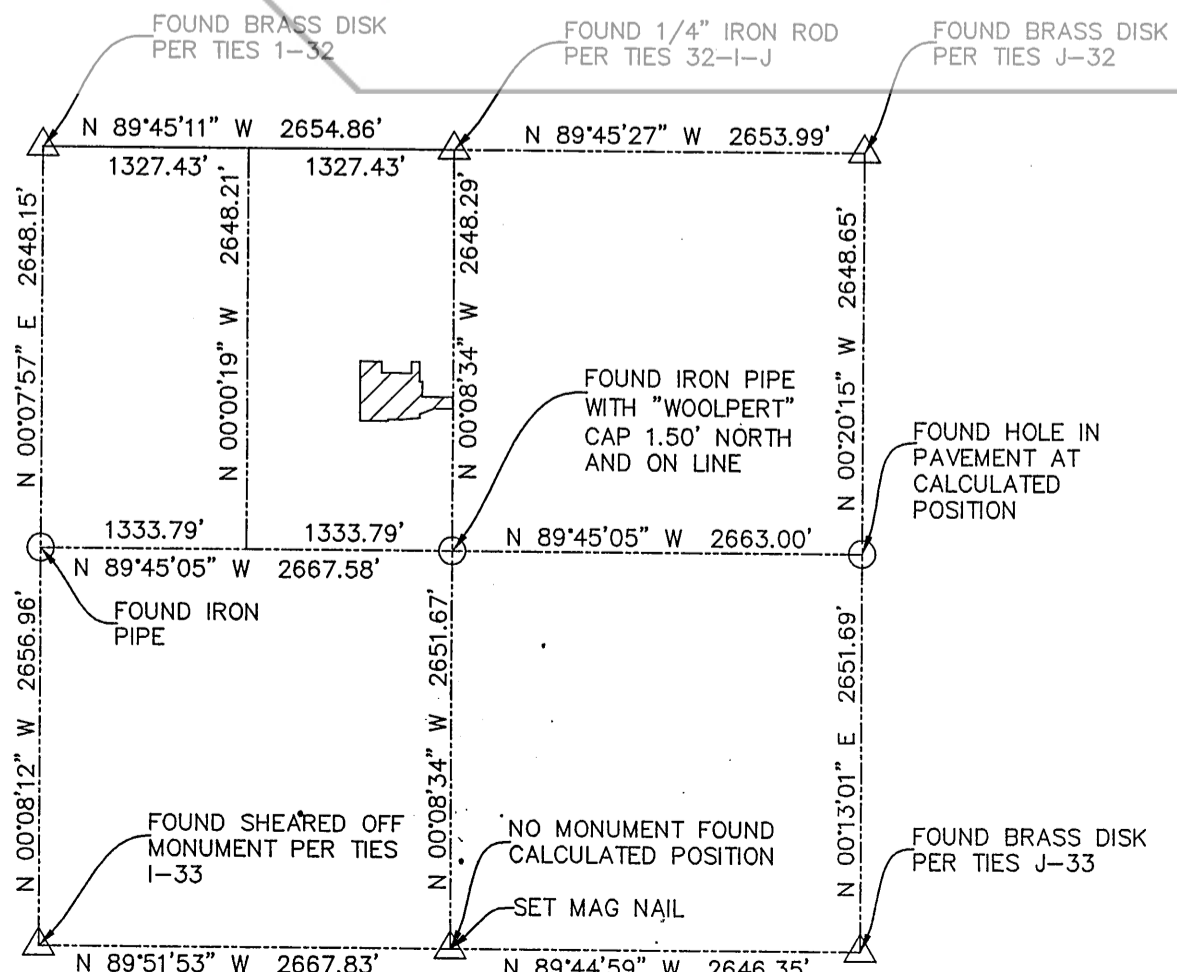 FOUND BRASS DISK
PER TIES 1-32
FOUND 1/4" IRON ROD
PER TIES 32-I-J
FOUND BRASS DISK
PER TIES J-32
N 89°45'11" W 2654.86'
N 89°45'27" W 2653.99'
1327.43' 1327.43'
N 00°07'57" E 2648.15'
N 00°00'19" W 2648.21'
N 00°08'34" W 2648.29'
N 00°20'15" W 2648.65'
FOUND IRON PIPE
WITH "WOOLPERT"
CAP 1.50' NORTH
AND ON LINE
FOUND HOLE IN
PAVEMENT AT
CALCULATED
POSITION
1333.79' 1333.79'
N 89°45'05" W 2663.00'
N 89°45'05" W 2667.58'
FOUND IRON
PIPE
N 00°08'12" W 2656.96'
N 00°08'34" W 2651.67'
N 00°13'01" E 2651.69'
FOUND SHEARED OFF
MONUMENT PER TIES
I-33
NO MONUMENT FOUND
CALCULATED POSITION
SET MAG NAIL
FOUND BRASS DISK
PER TIES J-33
N 89°51'53" W 2667.83'
N 89°44'59" W 2646.35'